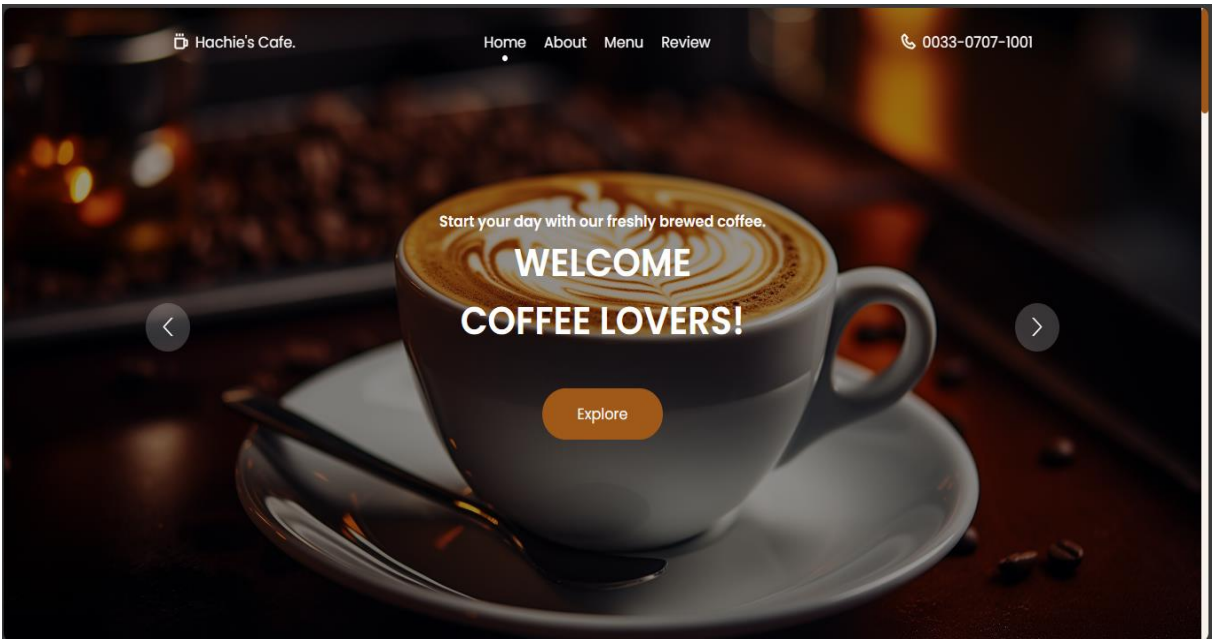 Hachie's Cafe.
Home About Menu Review
0033-0707-1001
Start your day with our freshly brewed coffee.
WELCOME
COFFEE LOVERS!
Explore